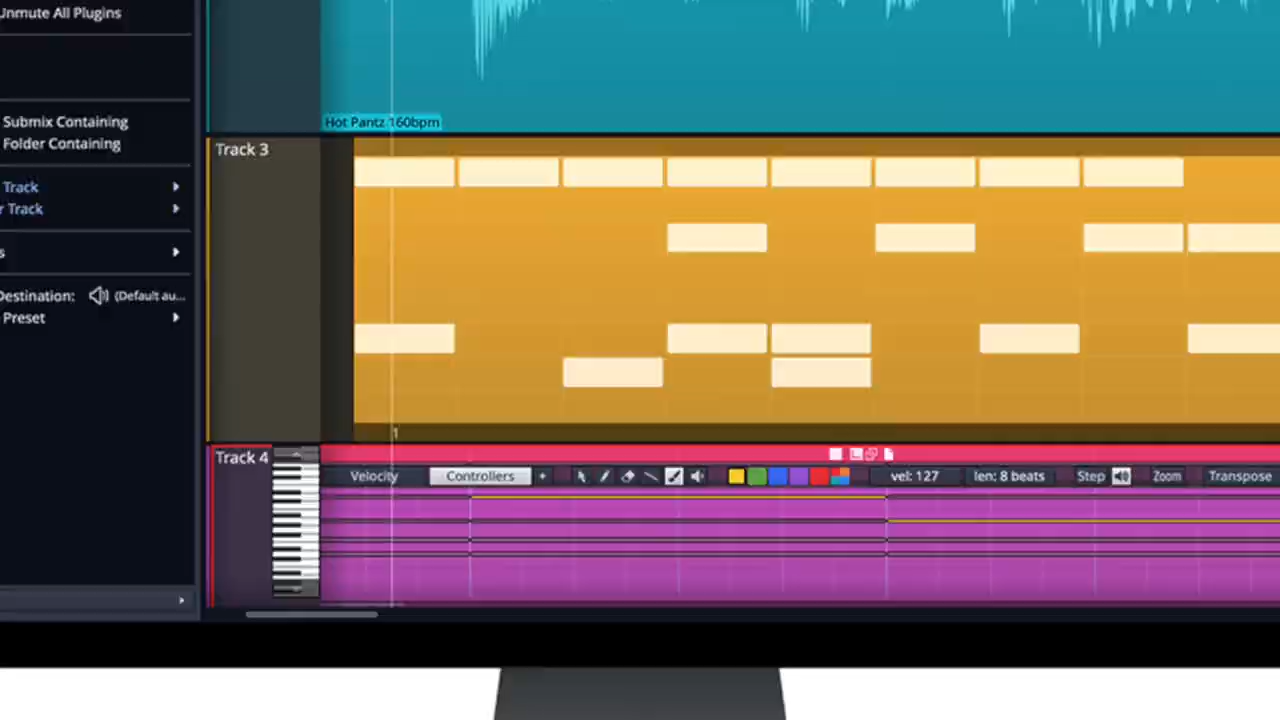 Unmute All Plugins
Submix Containing
Folder Containing
Track
r Track
s
Destination: (Default au...
Preset
Hot Pantz 160bpm
Track 3
1
Track 4
Velocity Controllers + vel: 127 len: 8 beats Step Zoom Transpose